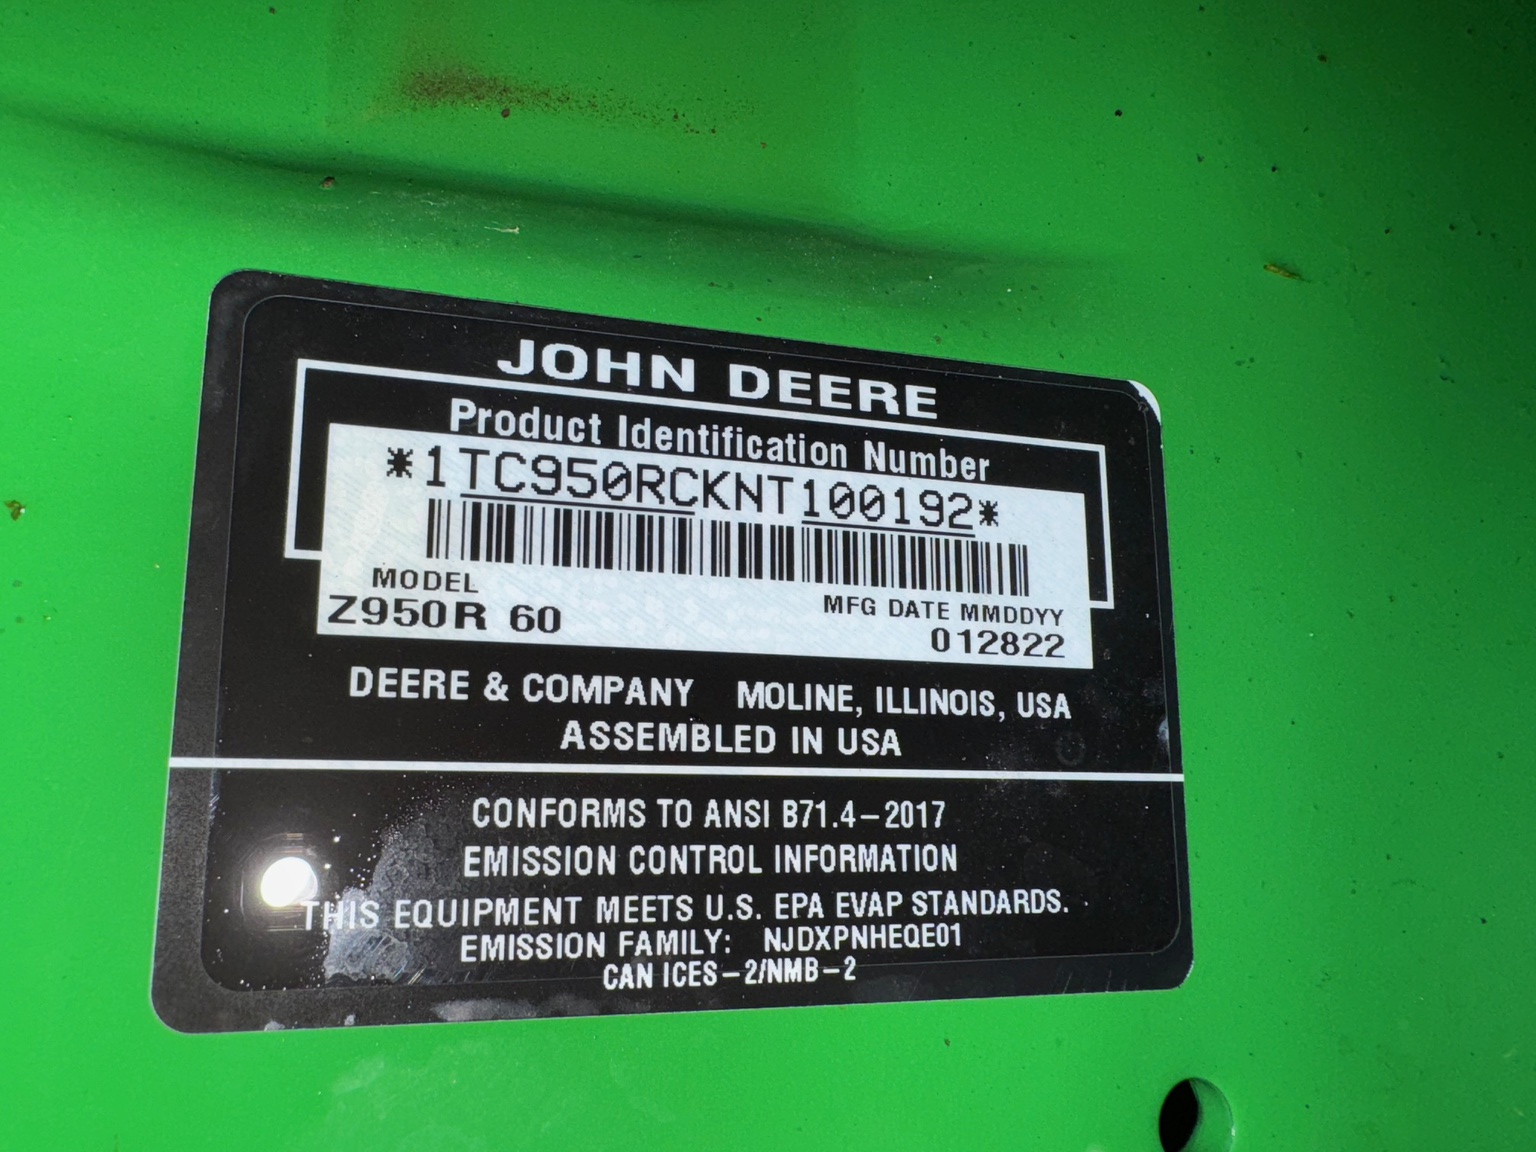 JOHN DEERE
Product Identification Number
*1TC950RCKNT100192*
MODEL
Z950R 60
MFG DATE MMDDYY
012822
DEERE & COMPANY MOLINE, ILLINOIS, USA
ASSEMBLED IN USA
CONFORMS TO ANSI B71.4-2017
EMISSION CONTROL INFORMATION
THIS EQUIPMENT MEETS U.S. EPA EVAP STANDARDS.
EMISSION FAMILY: NJDXPNHEQE01
CAN ICES-2/NMB-2